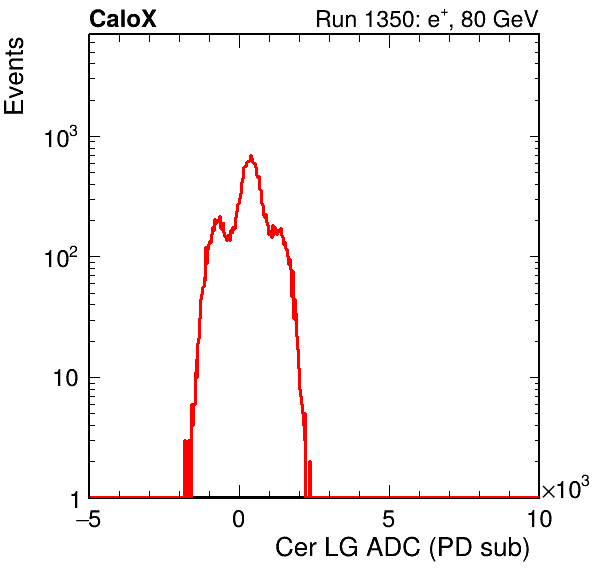 CaloX Run 1350: e⁺, 80 GeV
Events
10³
10²
10
1
−5 0 5 10 ×10³
Cer LG ADC (PD sub)